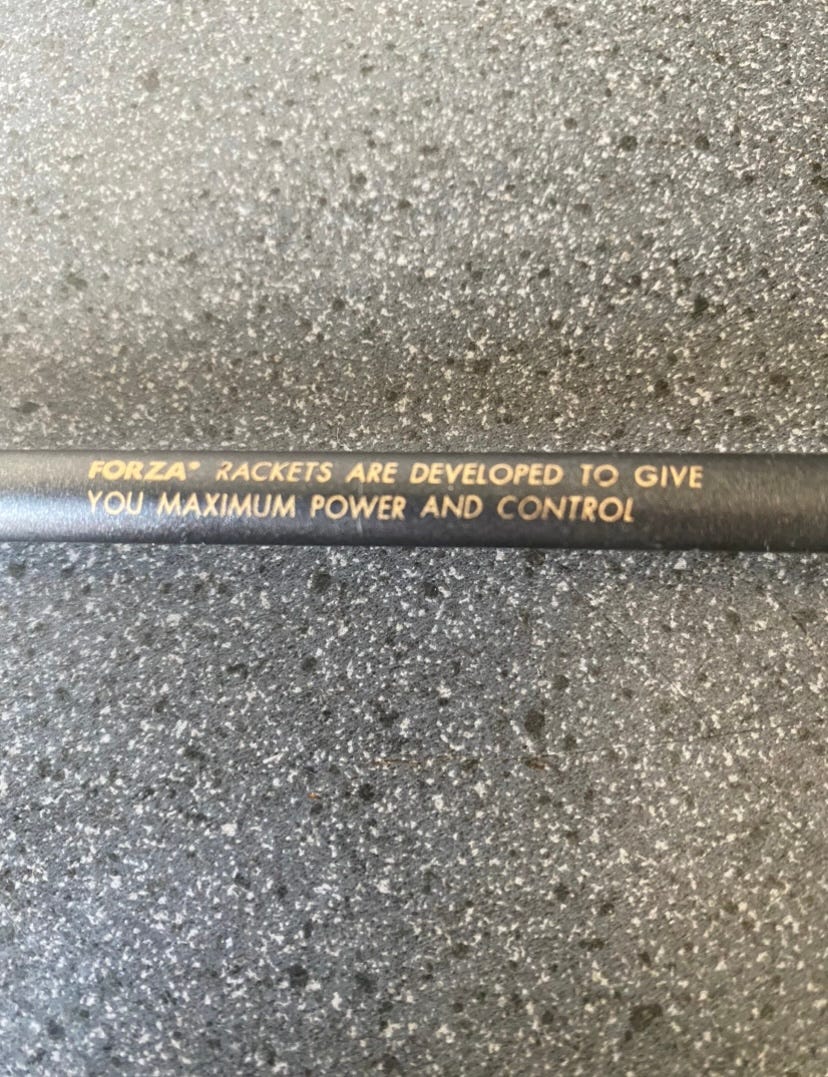 FORZA® RACKETS ARE DEVELOPED TO GIVE
YOU MAXIMUM POWER AND CONTROL